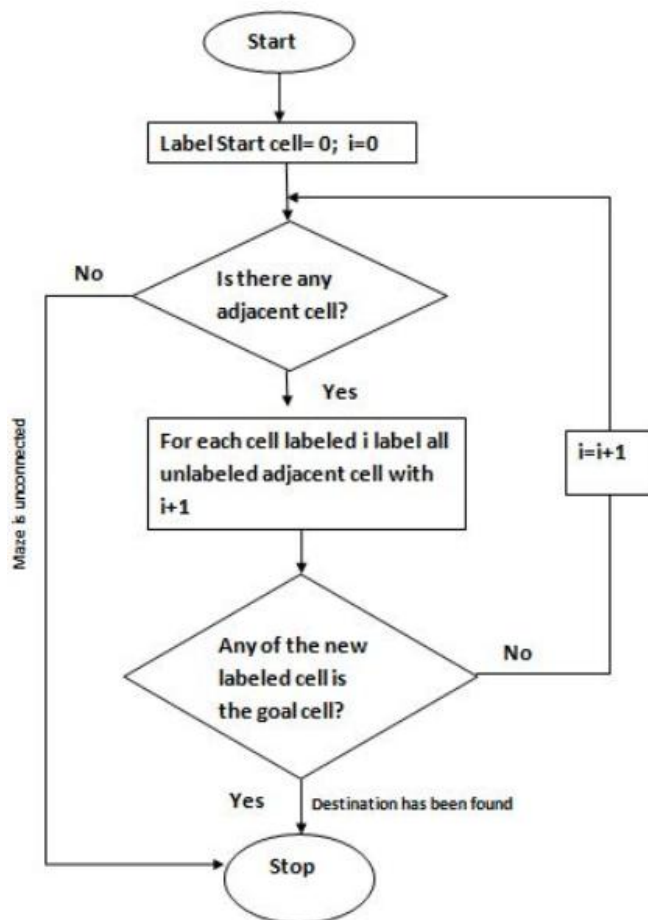 Start
Label Start cell= 0; i=0
No
Is there any
adjacent cell?
Yes
Maze is unconnected
For each cell labeled i label all
unlabeled adjacent cell with
i+1
i=i+1
Any of the new
labeled cell is
the goal cell?
No
Yes
Destination has been found
Stop